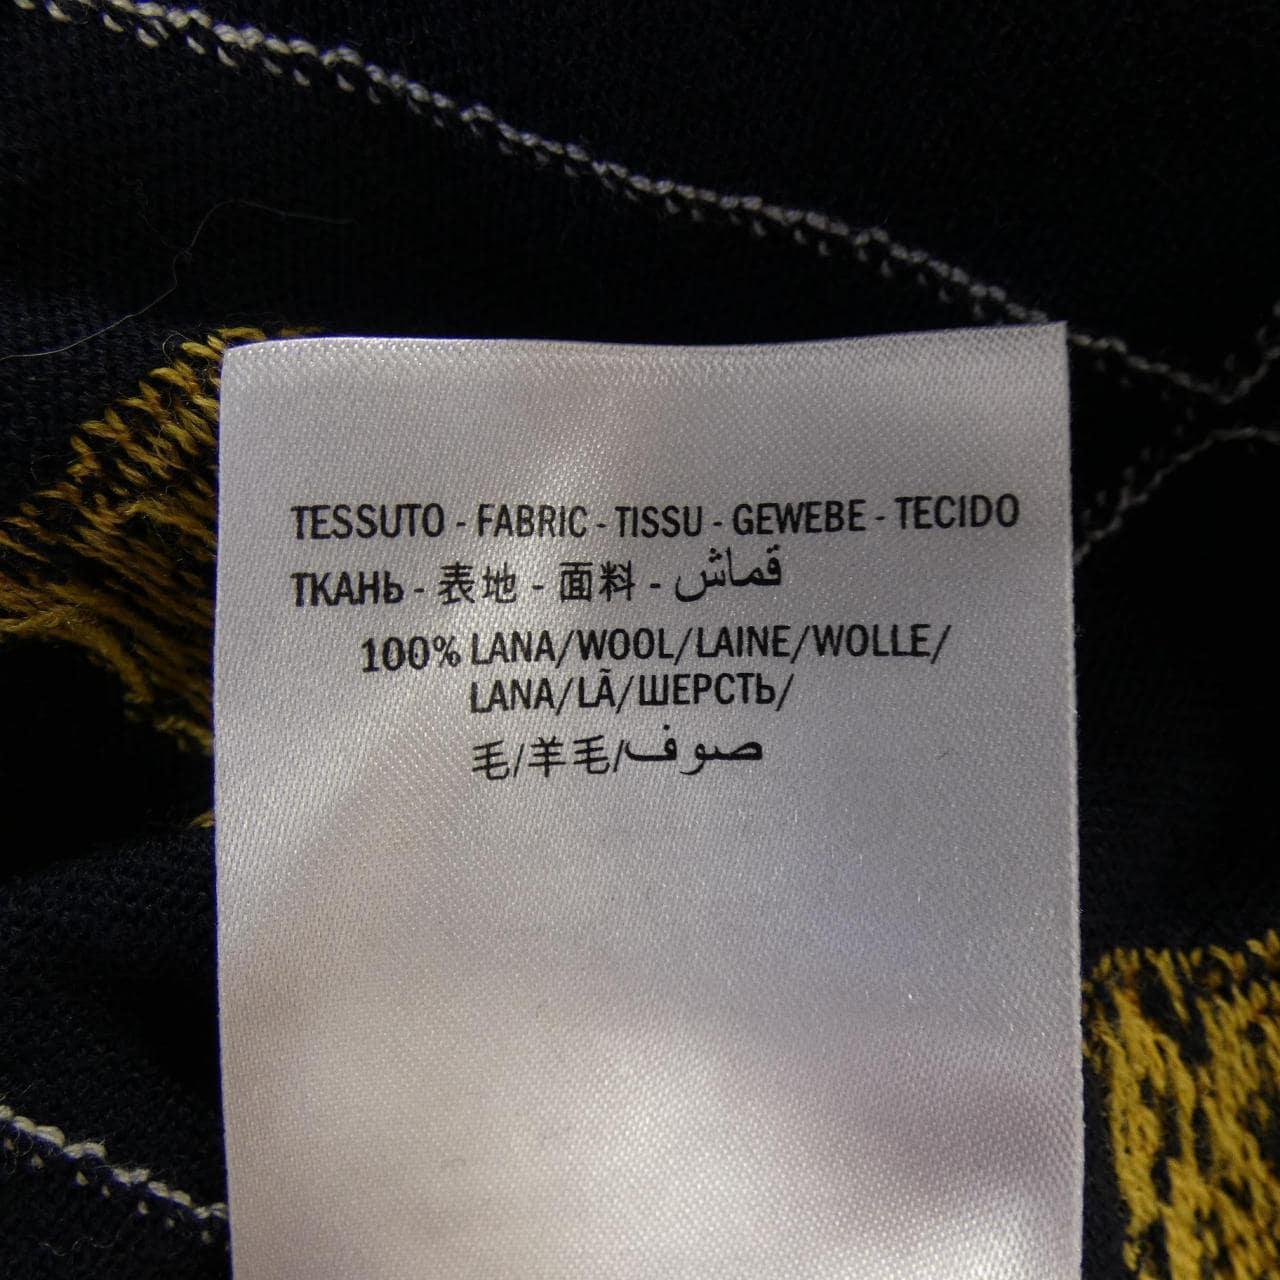 TESSUTO - FABRIC - TISSU - GEWEBE - TECIDO
ТКАНЬ - 表地 - 面料 - قماش
100% LANA/WOOL/LAINE/WOLLE/
LANA/LÃ/ШЕРСТЬ/
毛/羊毛/صوف